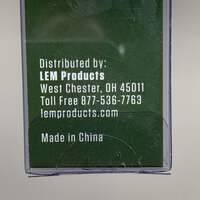 Distributed by:
LEM Products
West Chester, OH 45011
Toll Free 877-536-7763
lemproducts.com
Made in China